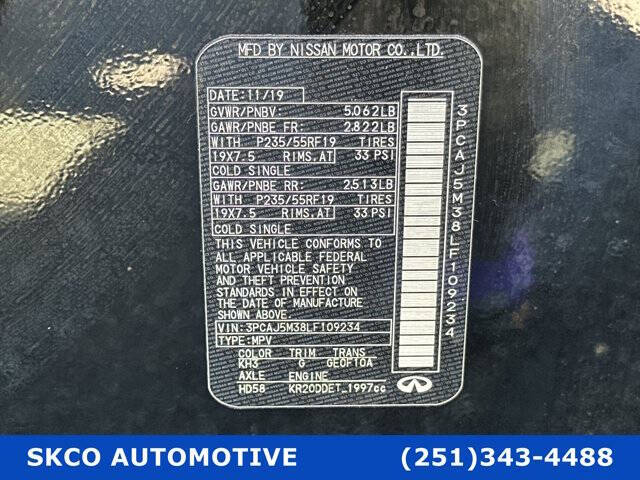 MFD BY NISSAN MOTOR CO.,LTD.
DATE:11/19
GVWR/PNBV: 5.062LB
GAWR/PNBE FR: 2.822LB
WITH P235/55RF19 TIRES
19X7.5 RIMS.AT 33 PSI
COLD SINGLE
GAWR/PNBE RR: 2.513LB
WITH P235/55RF19 TIRES
19X7.5 RIMS.AT 33 PSI
COLD SINGLE
THIS VEHICLE CONFORMS TO
ALL APPLICABLE FEDERAL
MOTOR VEHICLE SAFETY
AND THEFT PREVENTION
STANDARDS IN EFFECT ON
THE DATE OF MANUFACTURE
SHOWN ABOVE.
VIN:3PCAJ5M38LF109234
TYPE:MPV
COLOR TRIM TRANS
KH3 G GE0F10A
AXLE ENGINE
HD58 KR20DDET_1997cc
3PCAJ5M38LF109234
SKCO AUTOMOTIVE (251)343-4488